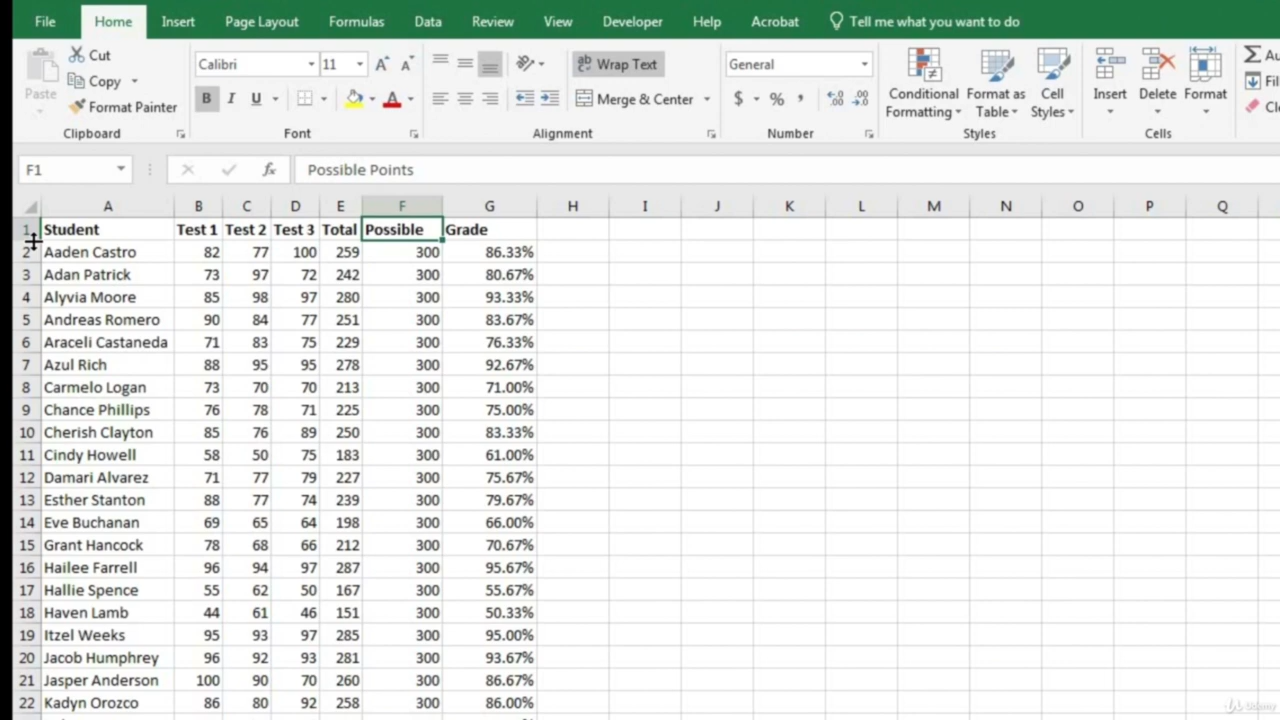 File Home Insert Page Layout Formulas Data Review View Developer Help Acrobat Tell me what you want to do
Cut
Copy
Format Painter
Paste
Calibri 11
B I U A
Wrap Text
Merge & Center
General
$ % ,
Conditional Formatting
Format as Table
Cell Styles
Insert Delete Format
Clipboard Font Alignment Number Styles Cells
F1 fx Possible Points
A B C D E F G H I J K L M N O P Q
1 Student Test 1 Test 2 Test 3 Total Possible Grade
2 Aaden Castro 82 77 100 259 300 86.33%
3 Adan Patrick 73 97 72 242 300 80.67%
4 Alyvia Moore 85 98 97 280 300 93.33%
5 Andreas Romero 90 84 77 251 300 83.67%
6 Araceli Castaneda 71 83 75 229 300 76.33%
7 Azul Rich 88 95 95 278 300 92.67%
8 Carmelo Logan 73 70 70 213 300 71.00%
9 Chance Phillips 76 78 71 225 300 75.00%
10 Cherish Clayton 85 76 89 250 300 83.33%
11 Cindy Howell 58 50 75 183 300 61.00%
12 Damari Alvarez 71 77 79 227 300 75.67%
13 Esther Stanton 88 77 74 239 300 79.67%
14 Eve Buchanan 69 65 64 198 300 66.00%
15 Grant Hancock 78 68 66 212 300 70.67%
16 Hailee Farrell 96 94 97 287 300 95.67%
17 Hallie Spence 55 62 50 167 300 55.67%
18 Haven Lamb 44 61 46 151 300 50.33%
19 Itzel Weeks 95 93 97 285 300 95.00%
20 Jacob Humphrey 96 92 93 281 300 93.67%
21 Jasper Anderson 100 90 70 260 300 86.67%
22 Kadyn Orozco 86 80 92 258 300 86.00%
Udemy